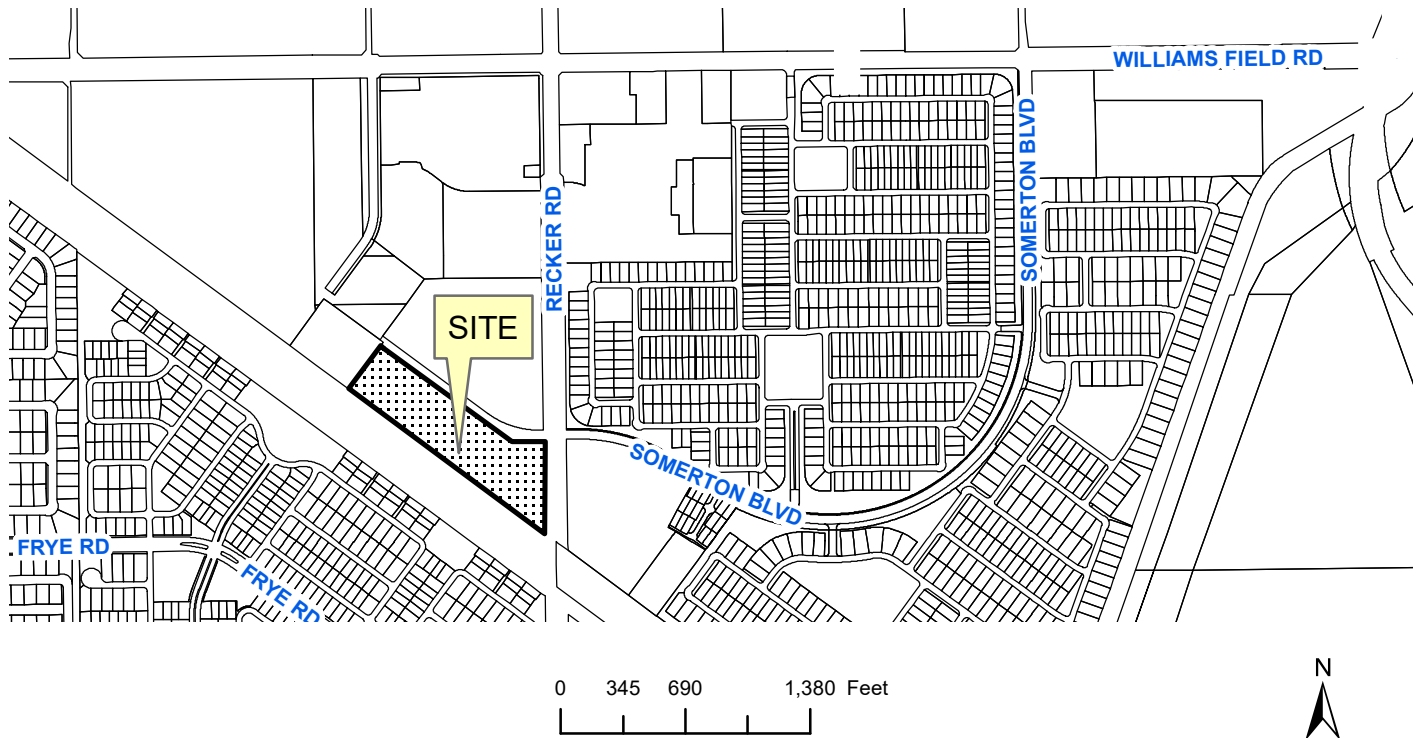 WILLIAMS FIELD RD
SOMERTON BLVD
RECKER RD
SITE
SOMERTON BLVD
FRYE RD
FRYE RD
0 345 690 1,380 Feet
N